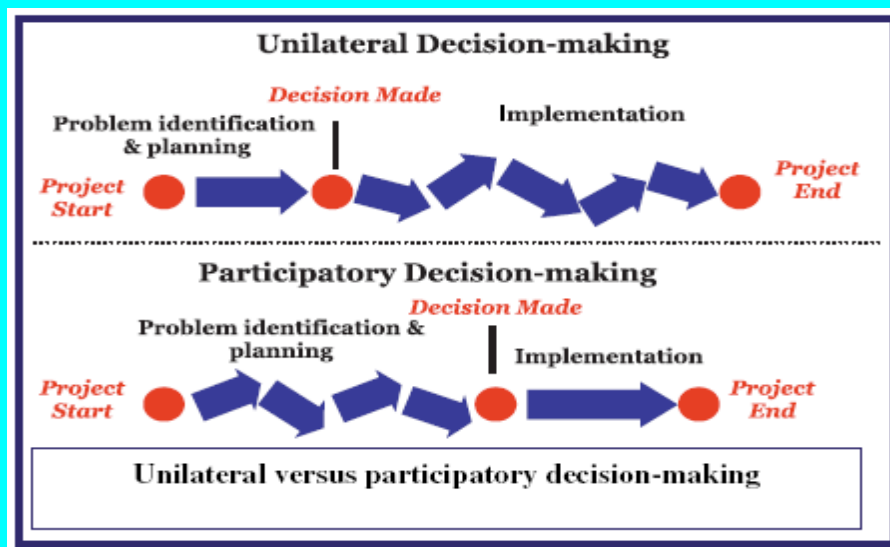 Unilateral Decision-making
Decision Made
Implementation
Problem identification
& planning
Project
Start
Project
End
Participatory Decision-making
Decision Made
Problem identification &
planning
Implementation
Project
Start
Project
End
Unilateral versus participatory decision-making